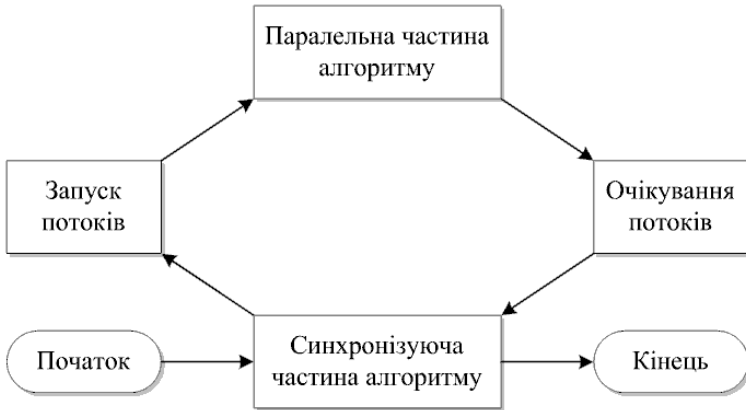 Паралельна частина
алгоритму
Запуск
потоків
Очікування
потоків
Початок
Синхронізуюча
частина алгоритму
Кінець